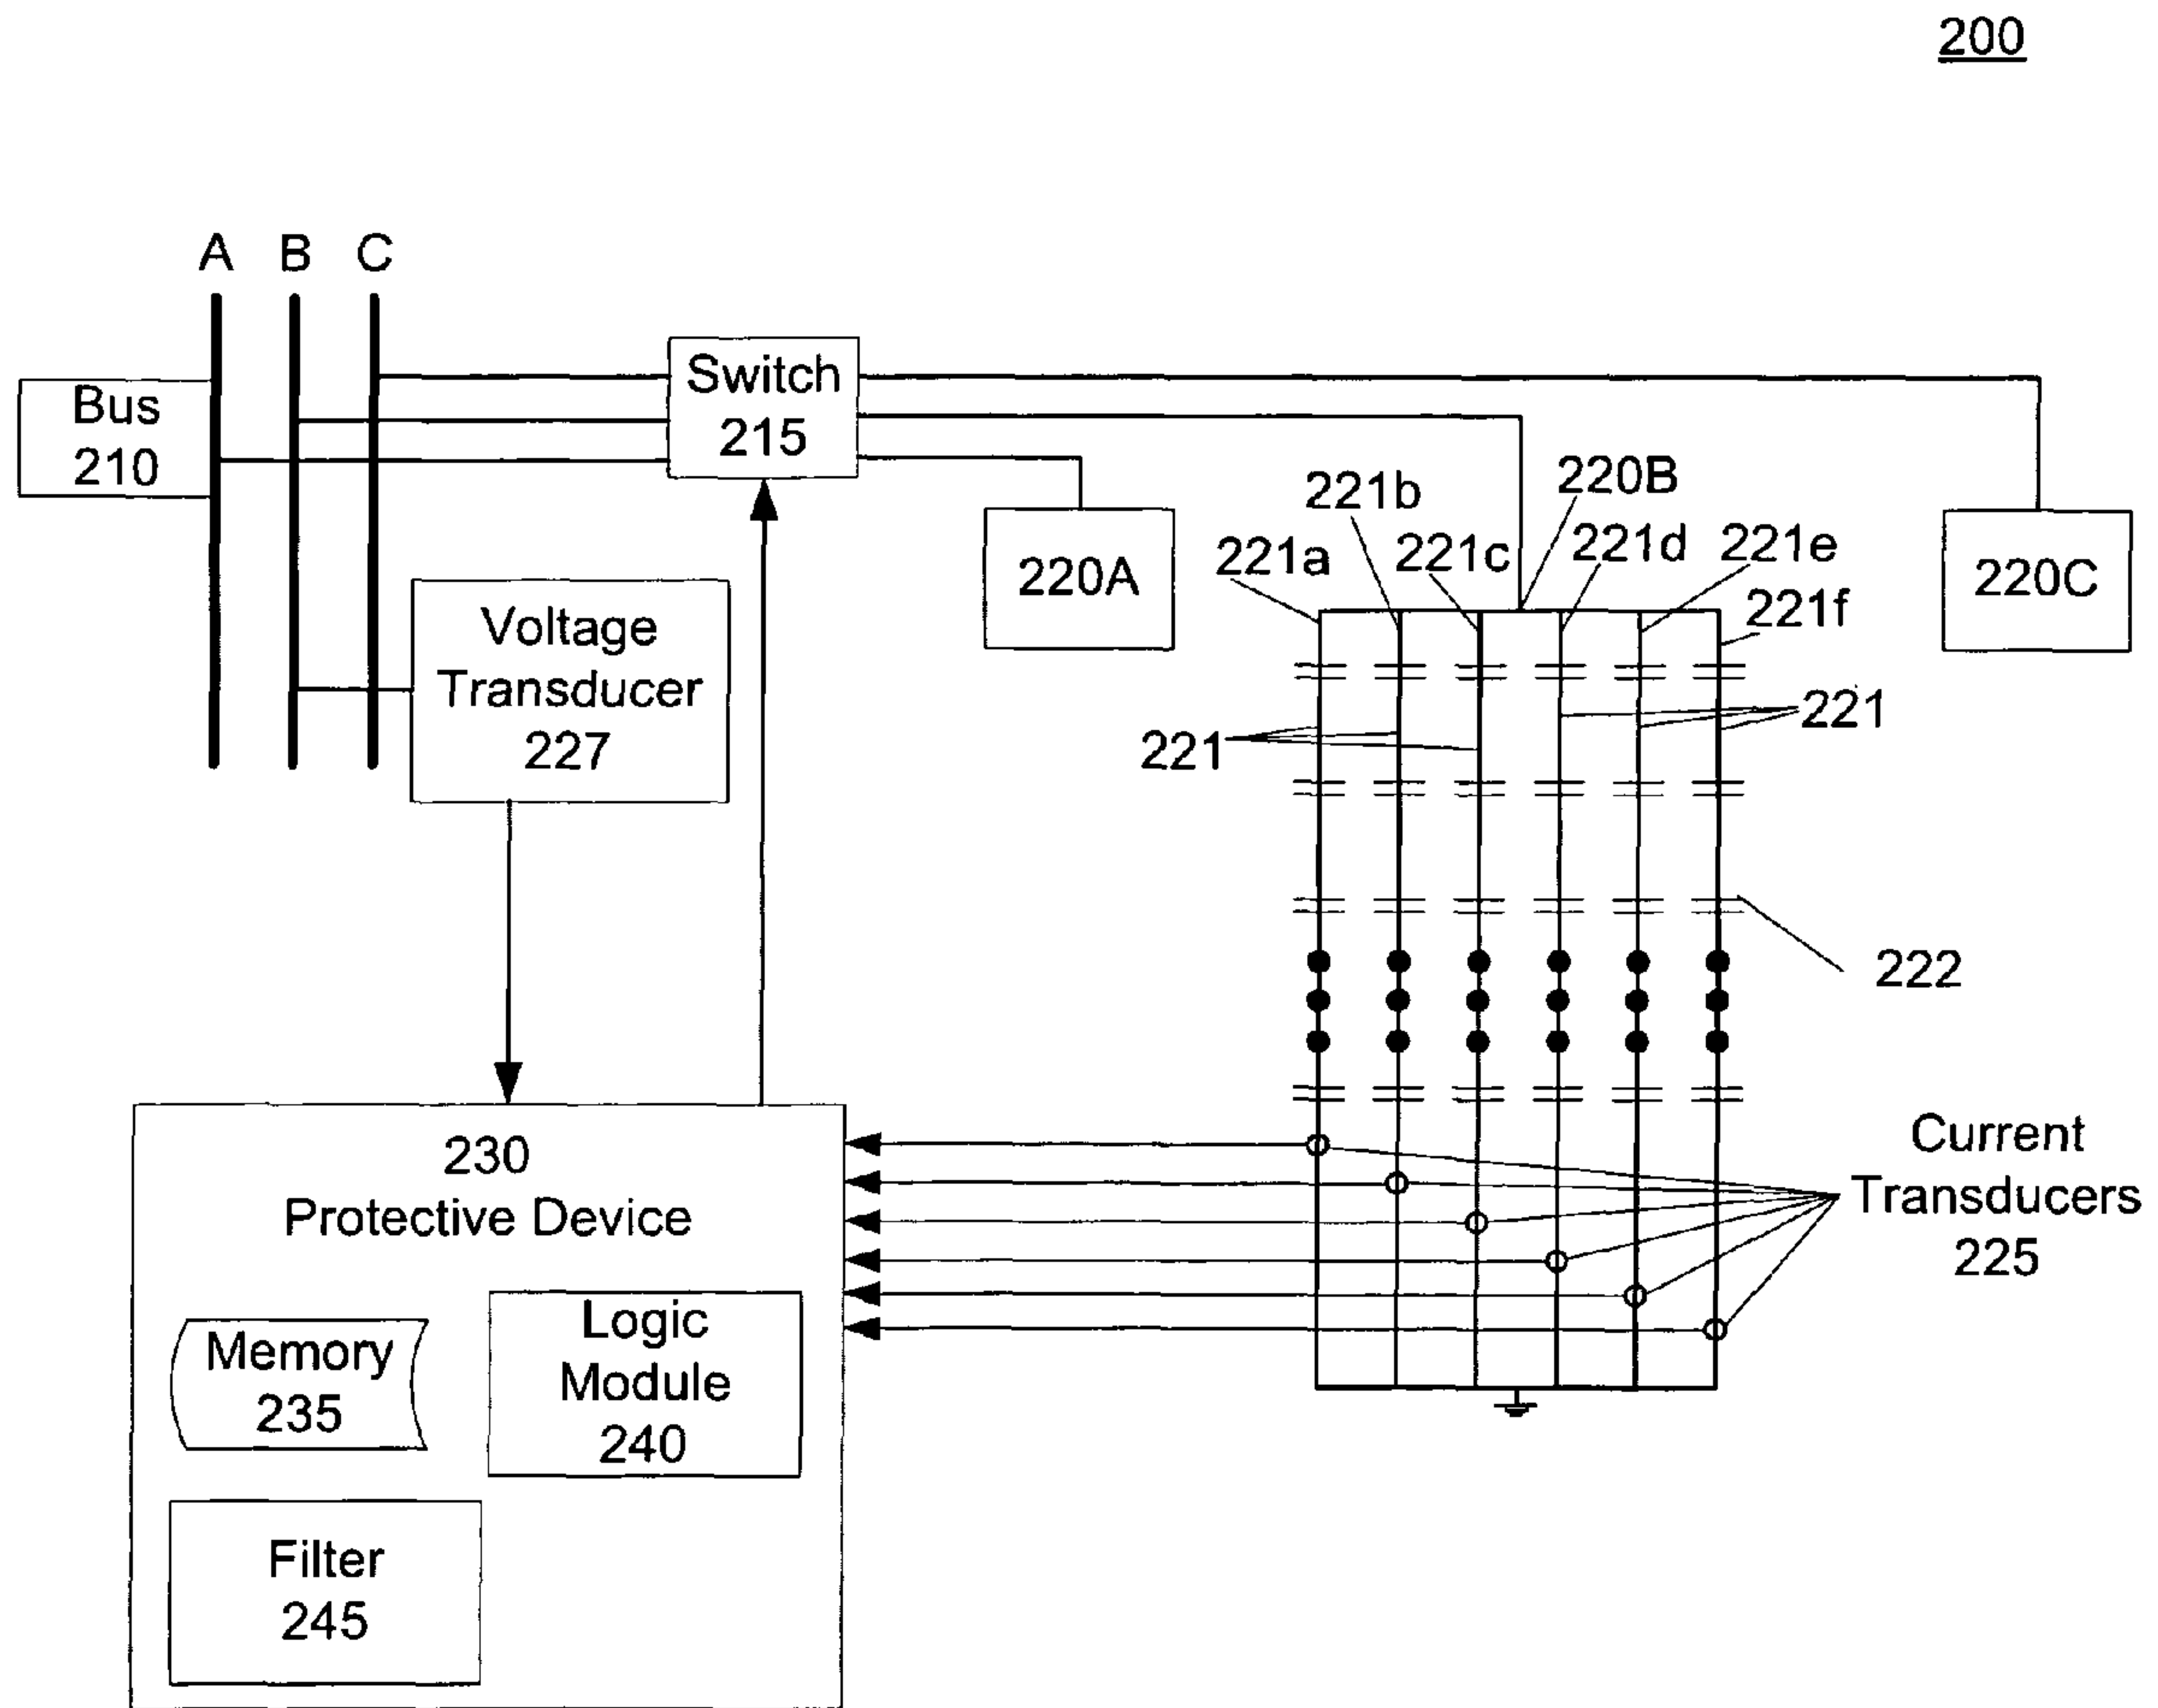 200
A B C
Bus
210
Switch
215
220A
220B
221b
221a
221c
221d
221e
221f
220C
Voltage
Transducer
227
221
221
222
230
Protective Device
Current
Transducers
225
Memory
235
Logic
Module
240
Filter
245